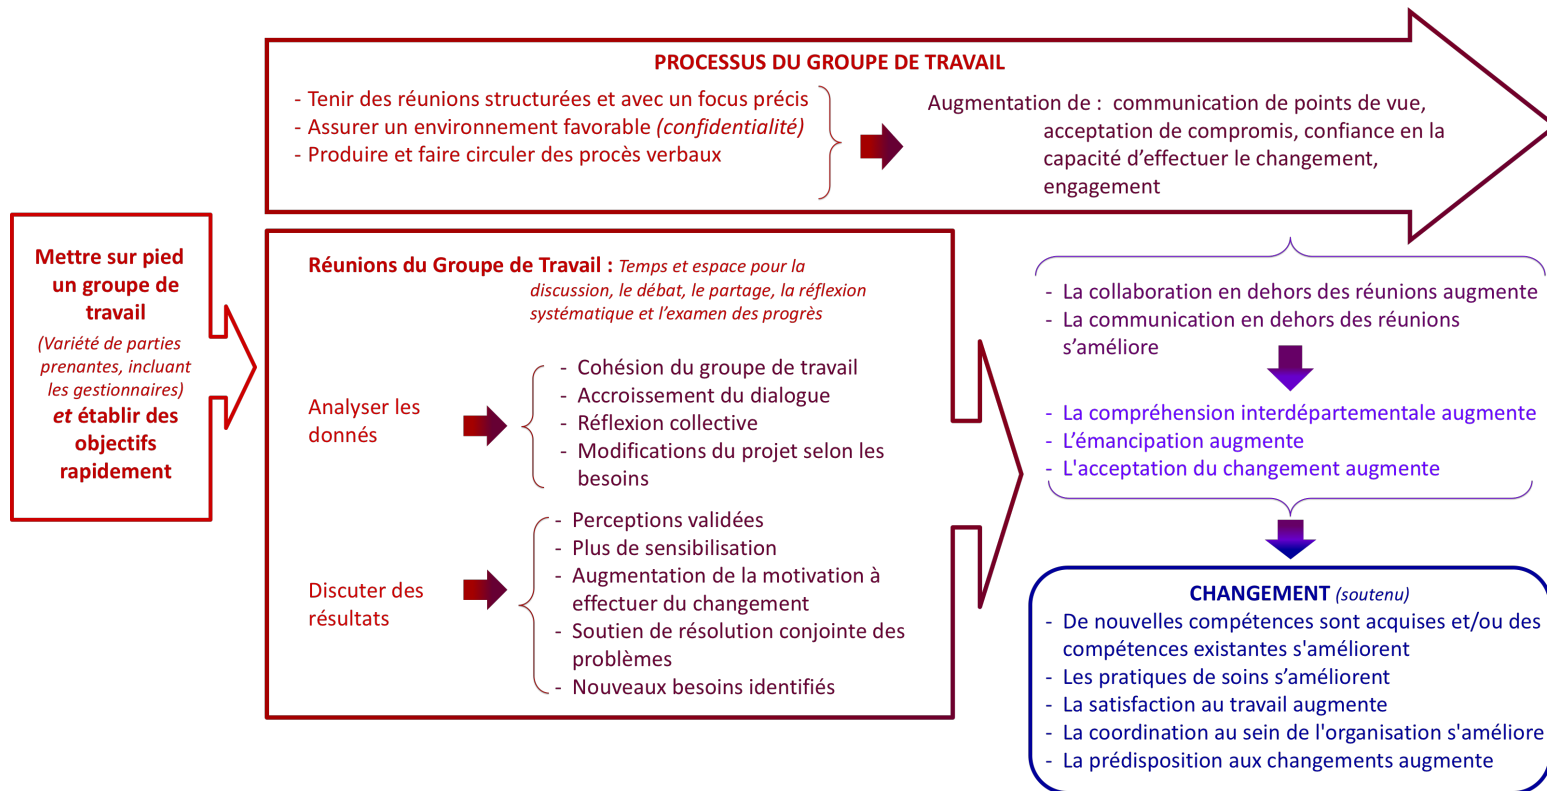 PROCESSUS DU GROUPE DE TRAVAIL
- Tenir des réunions structurées et avec un focus précis
- Assurer un environnement favorable (confidentialité)
- Produire et faire circuler des procès verbaux
Augmentation de : communication de points de vue,
acceptation de compromis, confiance en la
capacité d’effectuer le changement,
engagement
Mettre sur pied
un groupe de
travail
(Variété de parties
prenantes, incluant
les gestionnaires)
et établir des
objectifs
rapidement
Réunions du Groupe de Travail : Temps et espace pour la
discussion, le débat, le partage, la réflexion
systématique et l’examen des progrès
Analyser les
donnés
- Cohésion du groupe de travail
- Accroissement du dialogue
- Réflexion collective
- Modifications du projet selon les
besoins
Discuter des
résultats
- Perceptions validées
- Plus de sensibilisation
- Augmentation de la motivation à
effectuer du changement
- Soutien de résolution conjointe des
problèmes
- Nouveaux besoins identifiés
- La collaboration en dehors des réunions augmente
- La communication en dehors des réunions
s’améliore
- La compréhension interdépartementale augmente
- L’émancipation augmente
- L'acceptation du changement augmente
CHANGEMENT (soutenu)
- De nouvelles compétences sont acquises et/ou des
compétences existantes s'améliorent
- Les pratiques de soins s’améliorent
- La satisfaction au travail augmente
- La coordination au sein de l'organisation s'améliore
- La prédisposition aux changements augmente